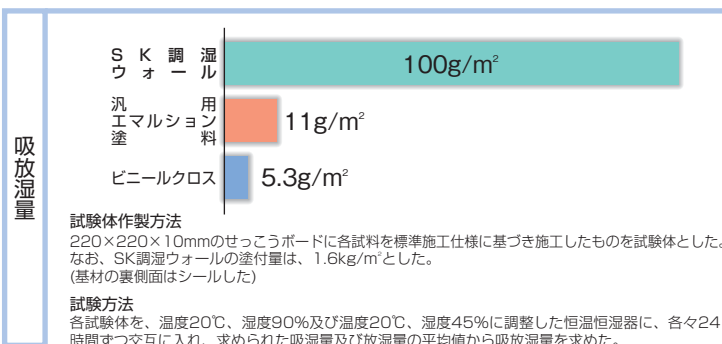 吸放湿量
SK調湿
ウォール
100g/m²
汎用
エマルション
塗料
11g/m²
ビニールクロス
5.3g/m²
試験体作製方法
220×220×10mmのせっこうボードに各試料を標準施工仕様に基づき施工したものを試験体とした。
なお、SK調湿ウォールの塗付量は、1.6kg/m²とした。
(基材の裏側面はシールした)
試験方法
各試験体を、温度20℃、湿度90%及び温度20℃、湿度45%に調整した恒温恒湿器に、各々24
時間ずつ交互に入れ、求められた吸湿量及び放湿量の平均値から吸放湿量を求めた。